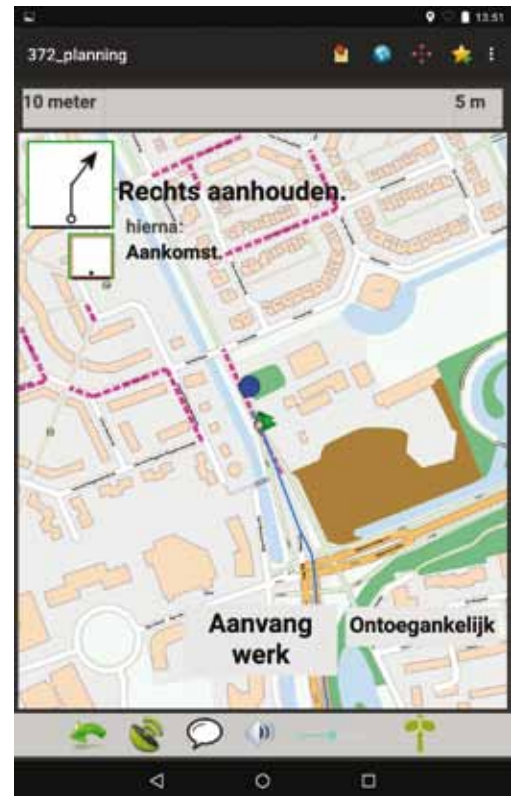 13:51
372_planning
10 meter 5 m
Rechts aanhouden.
hierna:
Aankomst.
Aanvang werk
Ontoegankelijk